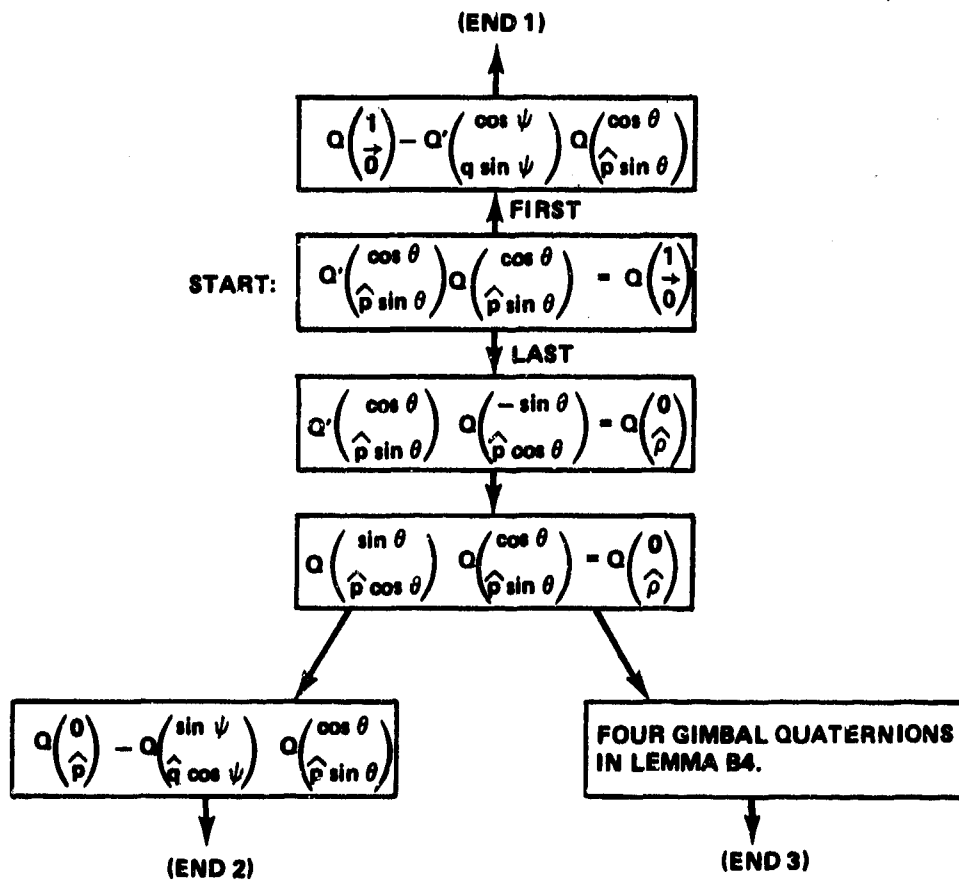 (END 1)
Q(1 0⃗) − Q'(cos ψ q sin ψ) Q(cos θ p̂ sin θ)
FIRST
START: Q'(cos θ p̂ sin θ) Q(cos θ p̂ sin θ) = Q(1 0⃗)
LAST
Q'(cos θ p̂ sin θ) Q(− sin θ p̂ cos θ) = Q(0 ρ̂)
Q(sin θ p̂ cos θ) Q(cos θ p̂ sin θ) = Q(0 ρ̂)
Q(0 p̂) − Q(sin ψ q̂ cos ψ) Q(cos θ p̂ sin θ)
FOUR GIMBAL QUATERNIONS
IN LEMMA B4.
(END 2)
(END 3)